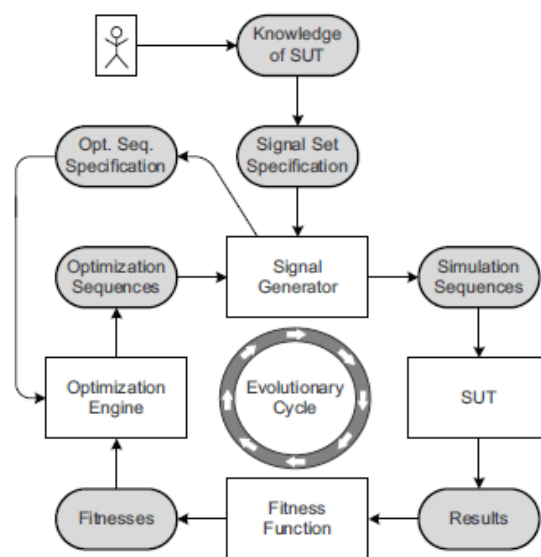 Knowledge
of SUT
Opt. Seq.
Specification
Signal Set
Specification
Optimization
Sequences
Signal
Generator
Simulation
Sequences
Optimization
Engine
Evolutionary
Cycle
SUT
Fitnesses
Fitness
Function
Results